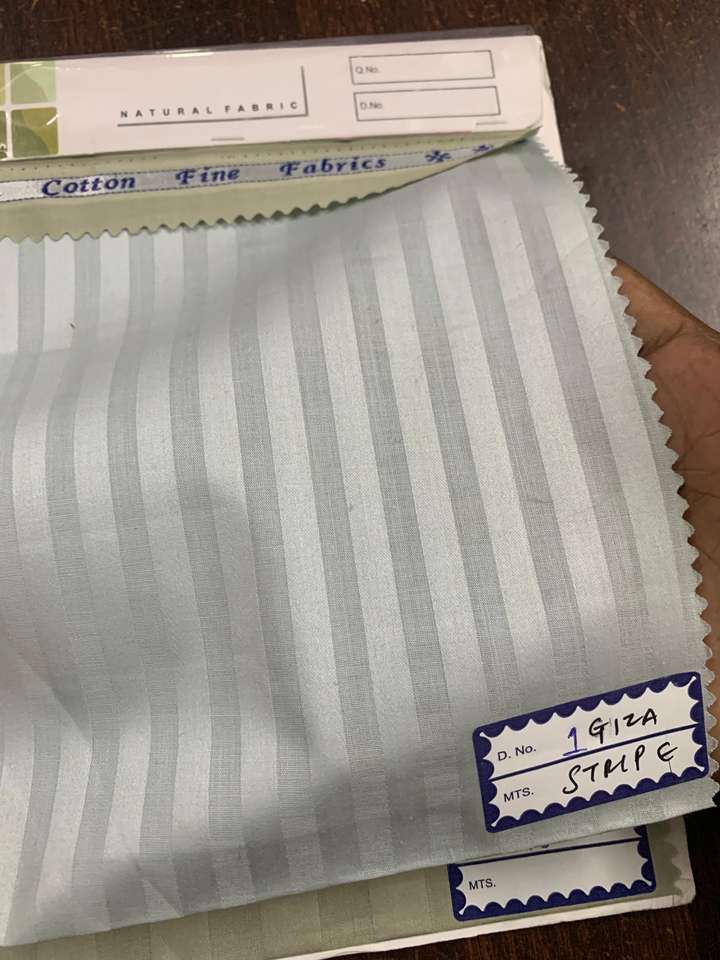 NATURAL FABRIC
Q.No.
D.No.
Cotton Fine Fabrics
D. No. 1 GIZA
MTS. STRIPE
MTS.